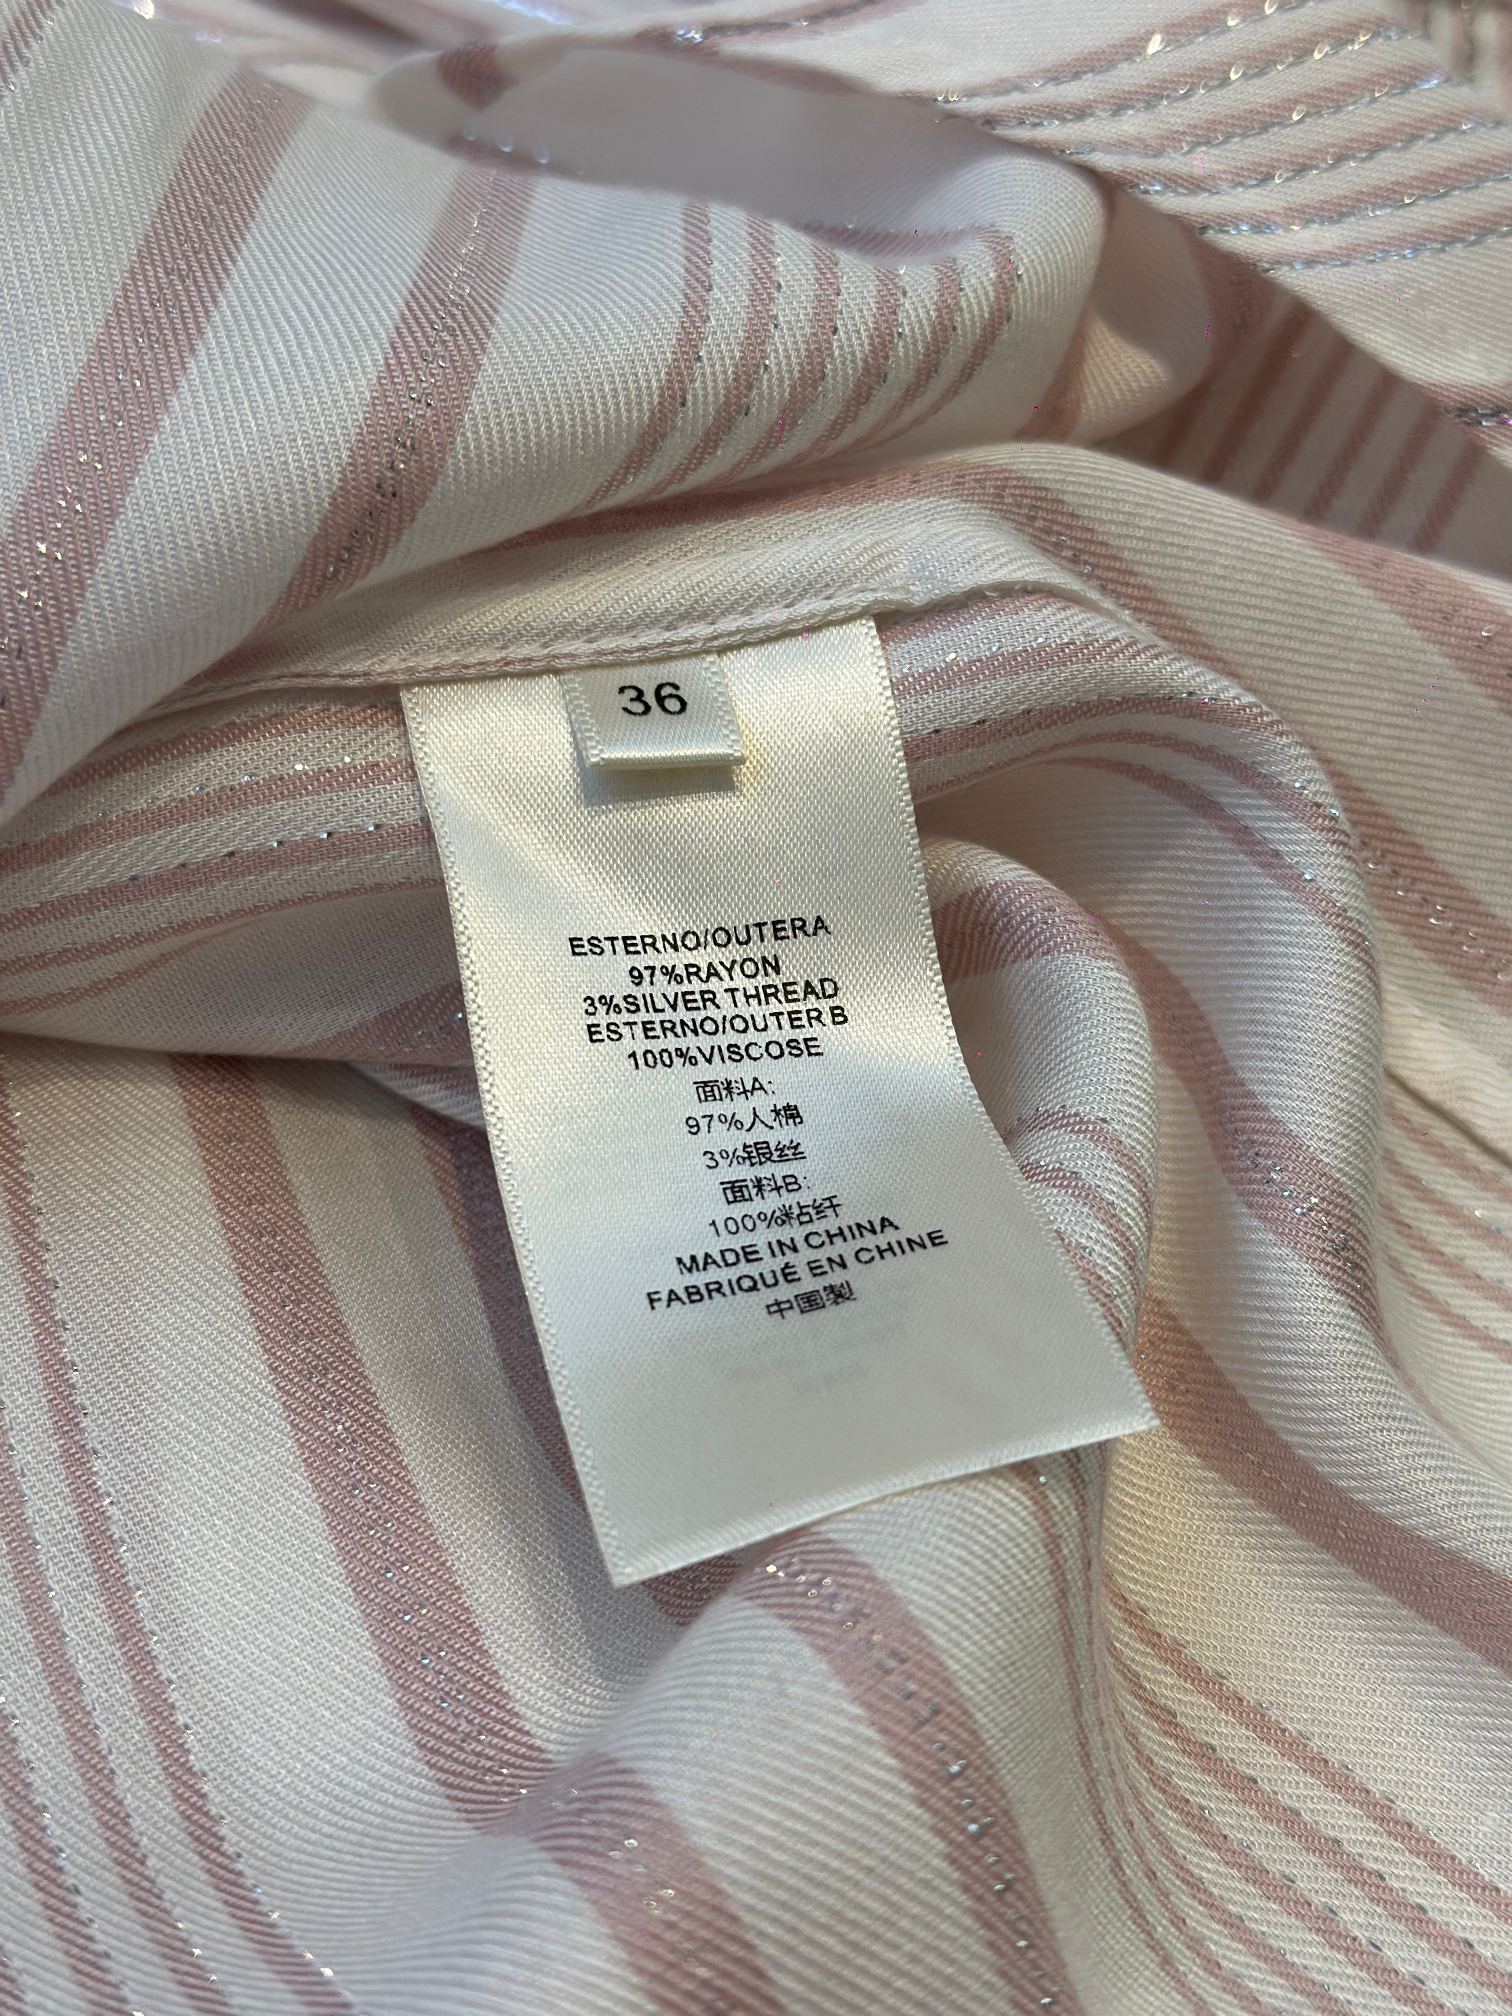 36
ESTERNO/OUTERA
97%RAYON
3%SILVER THREAD
ESTERNO/OUTER B
100%VISCOSE
面料A:
97%人棉
3%银丝
面料B:
100%粘纤
MADE IN CHINA
FABRIQUÉ EN CHINE
中国製